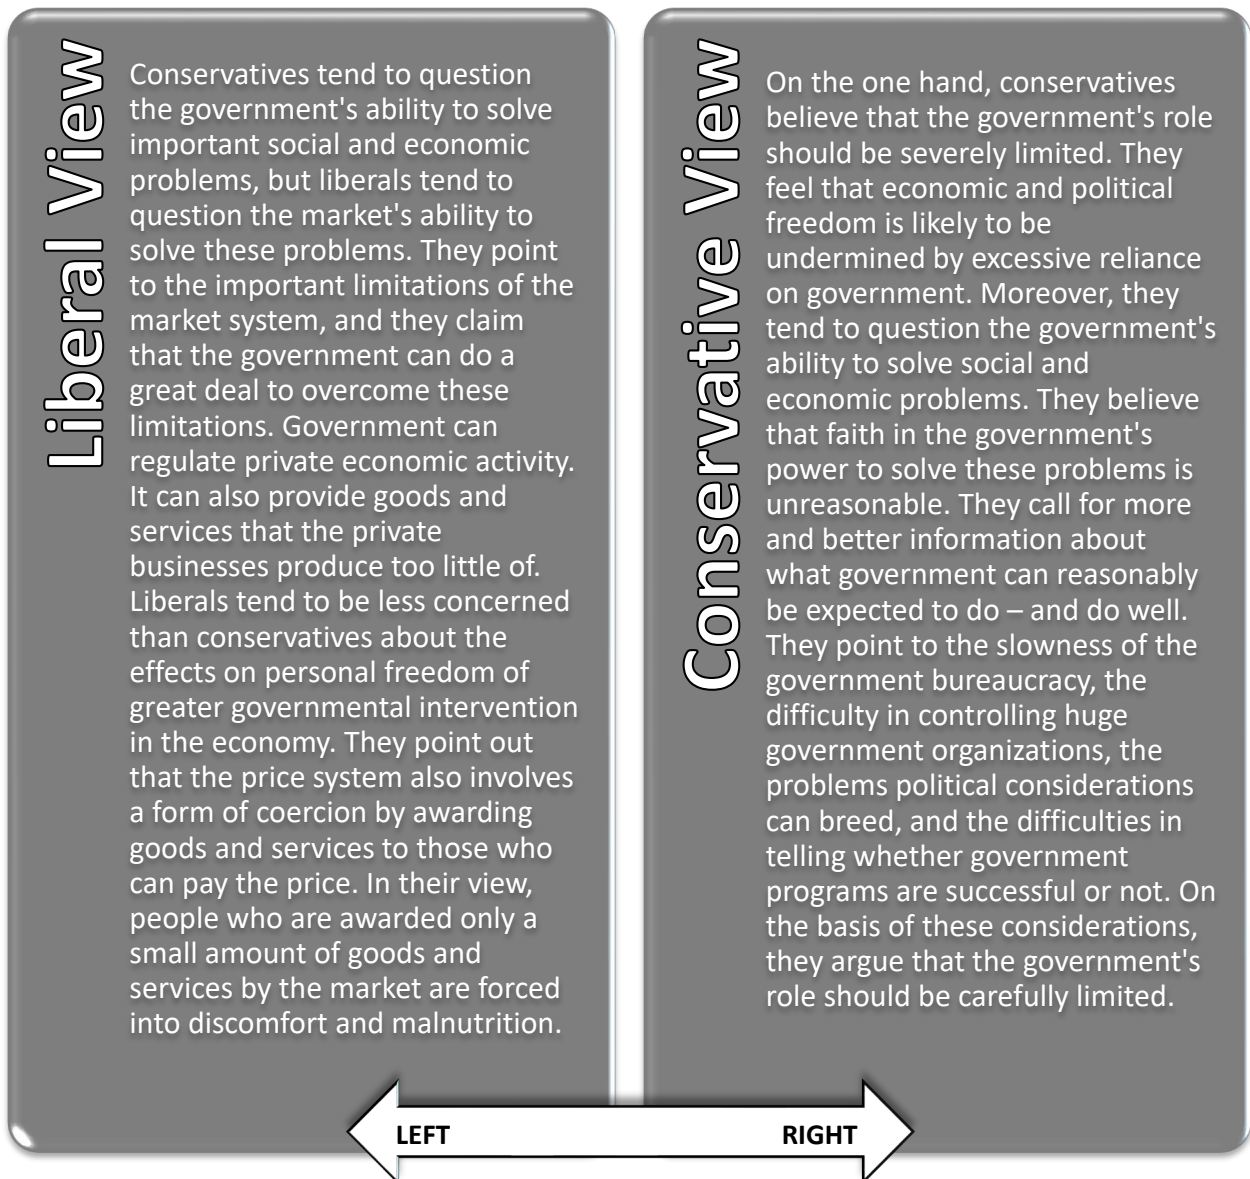 Liberal View
Conservatives tend to question
the government's ability to solve
important social and economic
problems, but liberals tend to
question the market's ability to
solve these problems. They point
to the important limitations of the
market system, and they claim
that the government can do a
great deal to overcome these
limitations. Government can
regulate private economic activity.
It can also provide goods and
services that the private
businesses produce too little of.
Liberals tend to be less concerned
than conservatives about the
effects on personal freedom of
greater governmental intervention
in the economy. They point out
that the price system also involves
a form of coercion by awarding
goods and services to those who
can pay the price. In their view,
people who are awarded only a
small amount of goods and
services by the market are forced
into discomfort and malnutrition.
Conservative View
On the one hand, conservatives
believe that the government's role
should be severely limited. They
feel that economic and political
freedom is likely to be
undermined by excessive reliance
on government. Moreover, they
tend to question the government's
ability to solve social and
economic problems. They believe
that faith in the government's
power to solve these problems is
unreasonable. They call for more
and better information about
what government can reasonably
be expected to do – and do well.
They point to the slowness of the
government bureaucracy, the
difficulty in controlling huge
government organizations, the
problems political considerations
can breed, and the difficulties in
telling whether government
programs are successful or not. On
the basis of these considerations,
they argue that the government's
role should be carefully limited.
LEFT
RIGHT